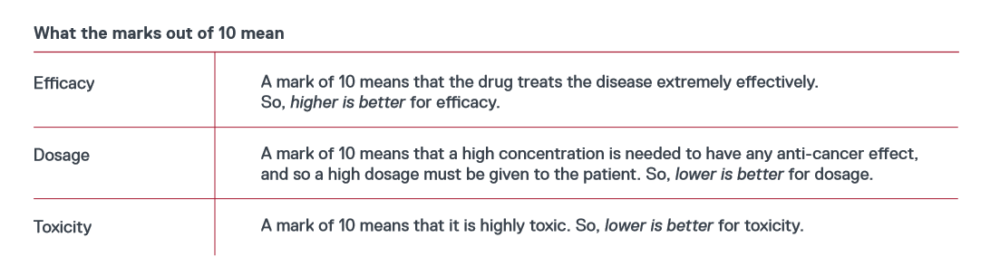 What the marks out of 10 mean
Efficacy
A mark of 10 means that the drug treats the disease extremely effectively.
So, higher is better for efficacy.
Dosage
A mark of 10 means that a high concentration is needed to have any anti-cancer effect,
and so a high dosage must be given to the patient. So, lower is better for dosage.
Toxicity
A mark of 10 means that it is highly toxic. So, lower is better for toxicity.